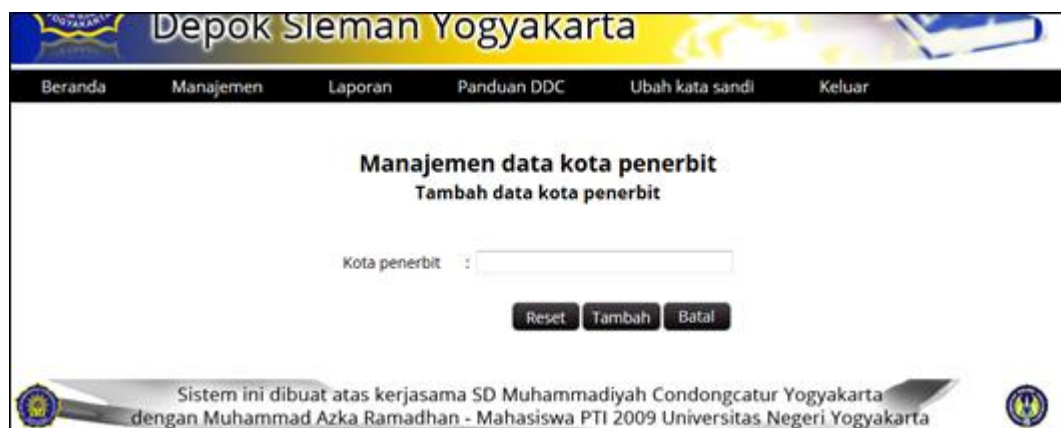 Depok Sleman Yogyakarta
Beranda Manajemen Laporan Panduan DDC Ubah kata sandi Keluar
Manajemen data kota penerbit
Tambah data kota penerbit
Kota penerbit :
Reset Tambah Batal
Sistem ini dibuat atas kerjasama SD Muhammadiyah Condongcatur Yogyakarta
dengan Muhammad Azka Ramadhan - Mahasiswa PTI 2009 Universitas Negeri Yogyakarta